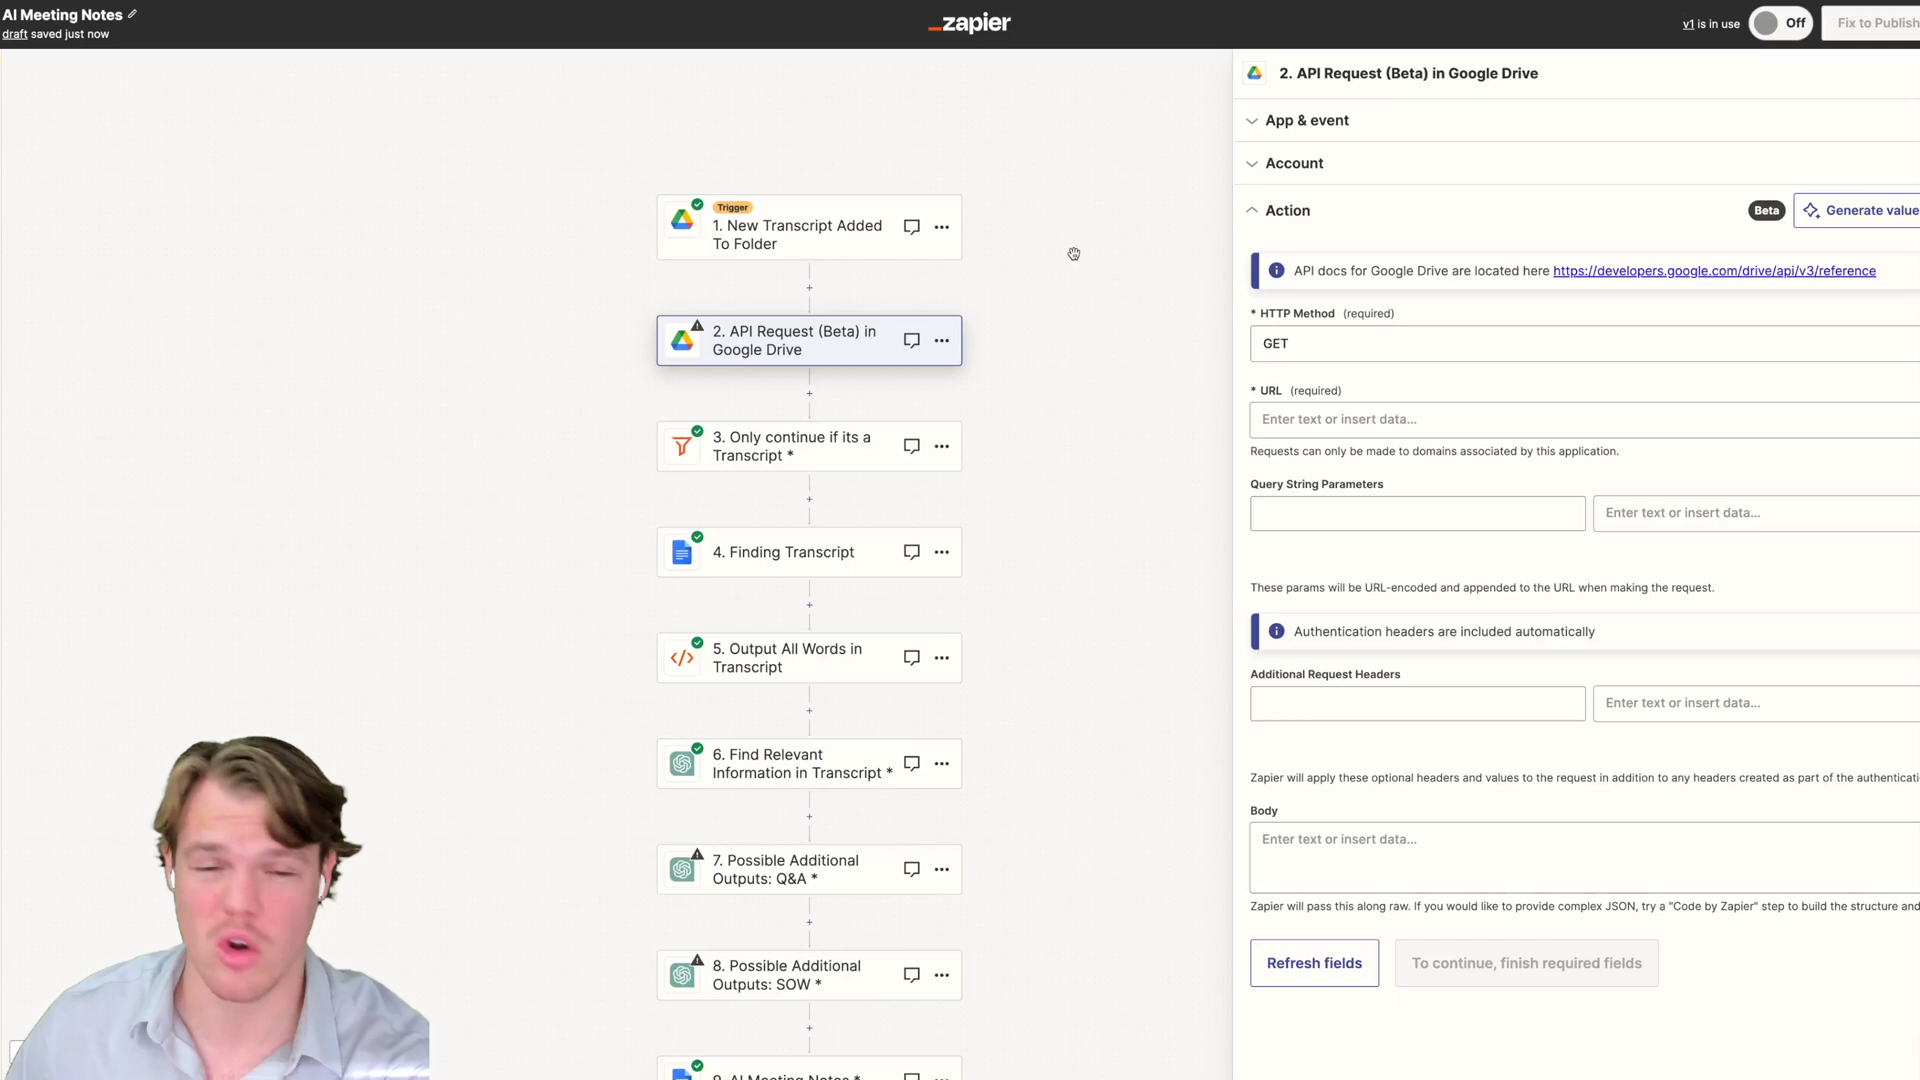 AI Meeting Notes
draft saved just now
zapier
v1 is in use
Off
Fix to Publish
Trigger
1. New Transcript Added
To Folder
2. API Request (Beta) in
Google Drive
3. Only continue if its a
Transcript *
4. Finding Transcript
5. Output All Words in
Transcript
6. Find Relevant
Information in Transcript *
7. Possible Additional
Outputs: Q&A *
8. Possible Additional
Outputs: SOW *
9. AI Meeting Notes *
2. API Request (Beta) in Google Drive
App & event
Account
Action
Beta
Generate value
API docs for Google Drive are located here https://developers.google.com/drive/api/v3/reference
* HTTP Method (required)
GET
* URL (required)
Enter text or insert data...
Requests can only be made to domains associated by this application.
Query String Parameters
Enter text or insert data...
These params will be URL-encoded and appended to the URL when making the request.
Authentication headers are included automatically
Additional Request Headers
Enter text or insert data...
Zapier will apply these optional headers and values to the request in addition to any headers created as part of the authenticati
Body
Enter text or insert data...
Zapier will pass this along raw. If you would like to provide complex JSON, try a "Code by Zapier" step to build the structure and
Refresh fields
To continue, finish required fields